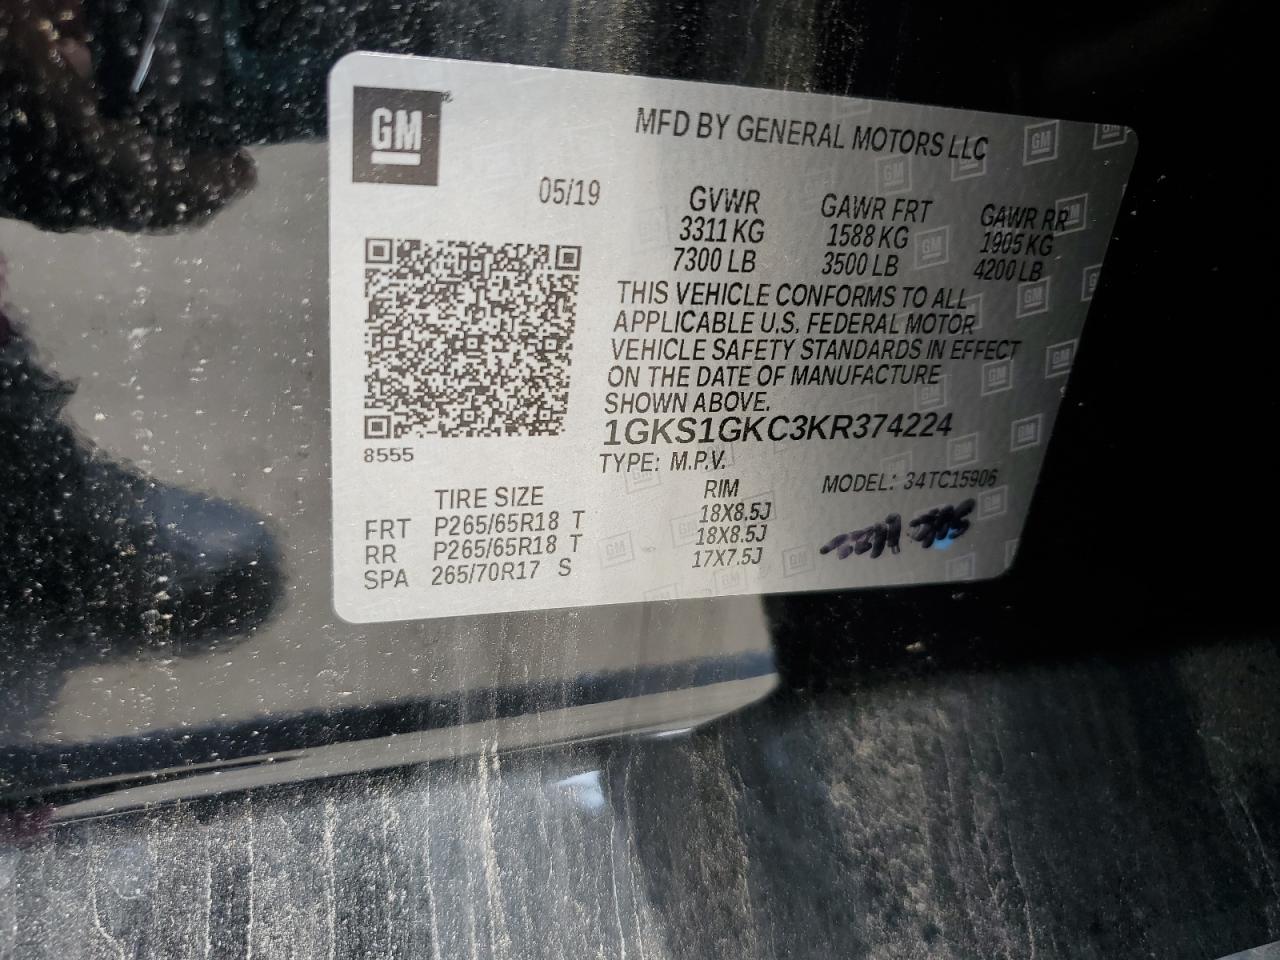 GM
MFD BY GENERAL MOTORS LLC
05/19
GVWR GAWR FRT GAWR RR
3311 KG 1588 KG 1905 KG
7300 LB 3500 LB 4200 LB
THIS VEHICLE CONFORMS TO ALL
APPLICABLE U.S. FEDERAL MOTOR
VEHICLE SAFETY STANDARDS IN EFFECT
ON THE DATE OF MANUFACTURE
SHOWN ABOVE.
1GKS1GKC3KR374224
8555
TYPE: M.P.V.
MODEL: 34TC15906
TIRE SIZE RIM
FRT P265/65R18 T 18X8.5J
RR P265/65R18 T 18X8.5J
SPA 265/70R17 S 17X7.5J